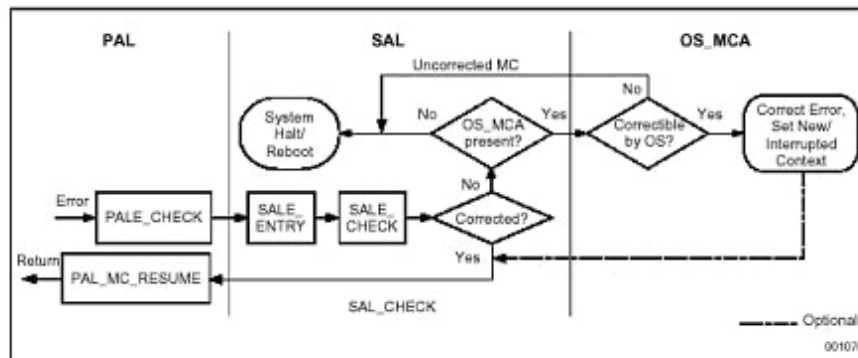 PAL
SAL
OS_MCA
Uncorrected MC
No
System
Halt/
Reboot
No
OS_MCA
present?
Yes
Correctible
by OS?
Yes
Correct Error,
Set New/
Interrupted
Context
No
Error
PALE_CHECK
SALE_
ENTRY
SALE_
CHECK
Corrected?
Yes
Return
PAL_MC_RESUME
SAL_CHECK
Optional